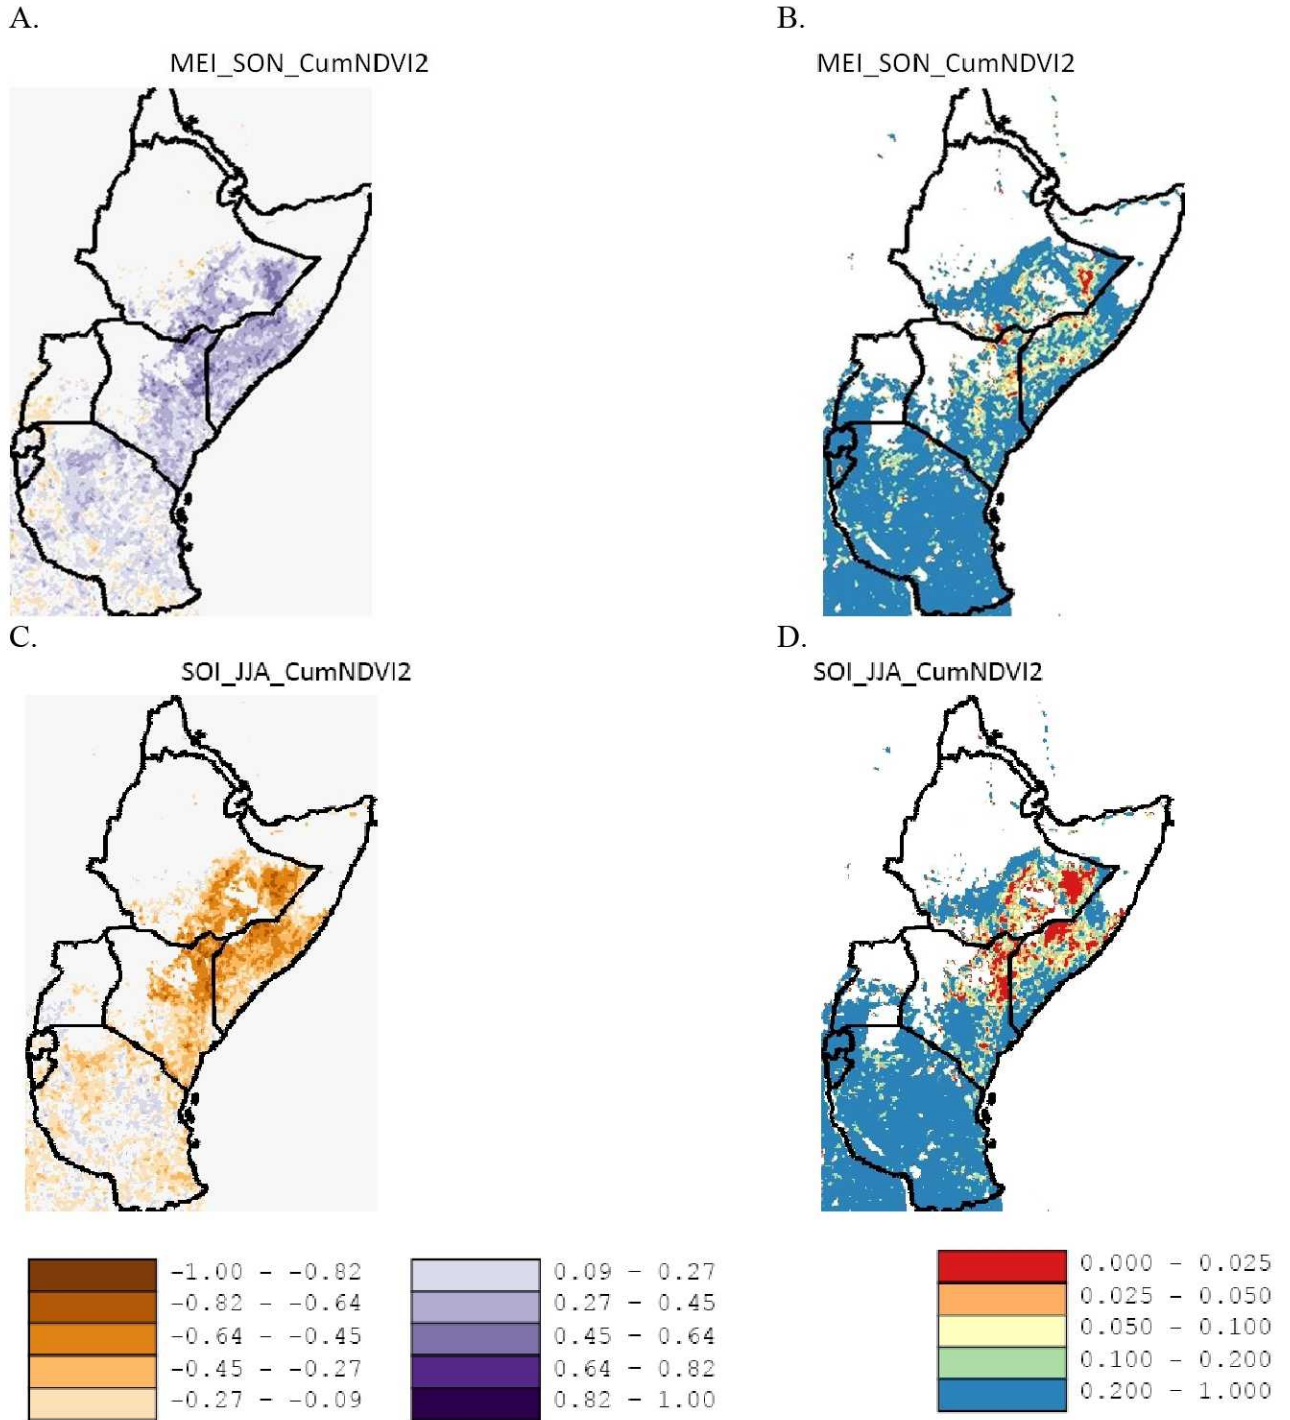 A.
B.
MEI_SON_CumNDVI2
MEI_SON_CumNDVI2
C.
D.
SOI_JJA_CumNDVI2
SOI_JJA_CumNDVI2
-1.00 - -0.82
-0.82 - -0.64
-0.64 - -0.45
-0.45 - -0.27
-0.27 - -0.09
0.09 - 0.27
0.27 - 0.45
0.45 - 0.64
0.64 - 0.82
0.82 - 1.00
0.000 - 0.025
0.025 - 0.050
0.050 - 0.100
0.100 - 0.200
0.200 - 1.000